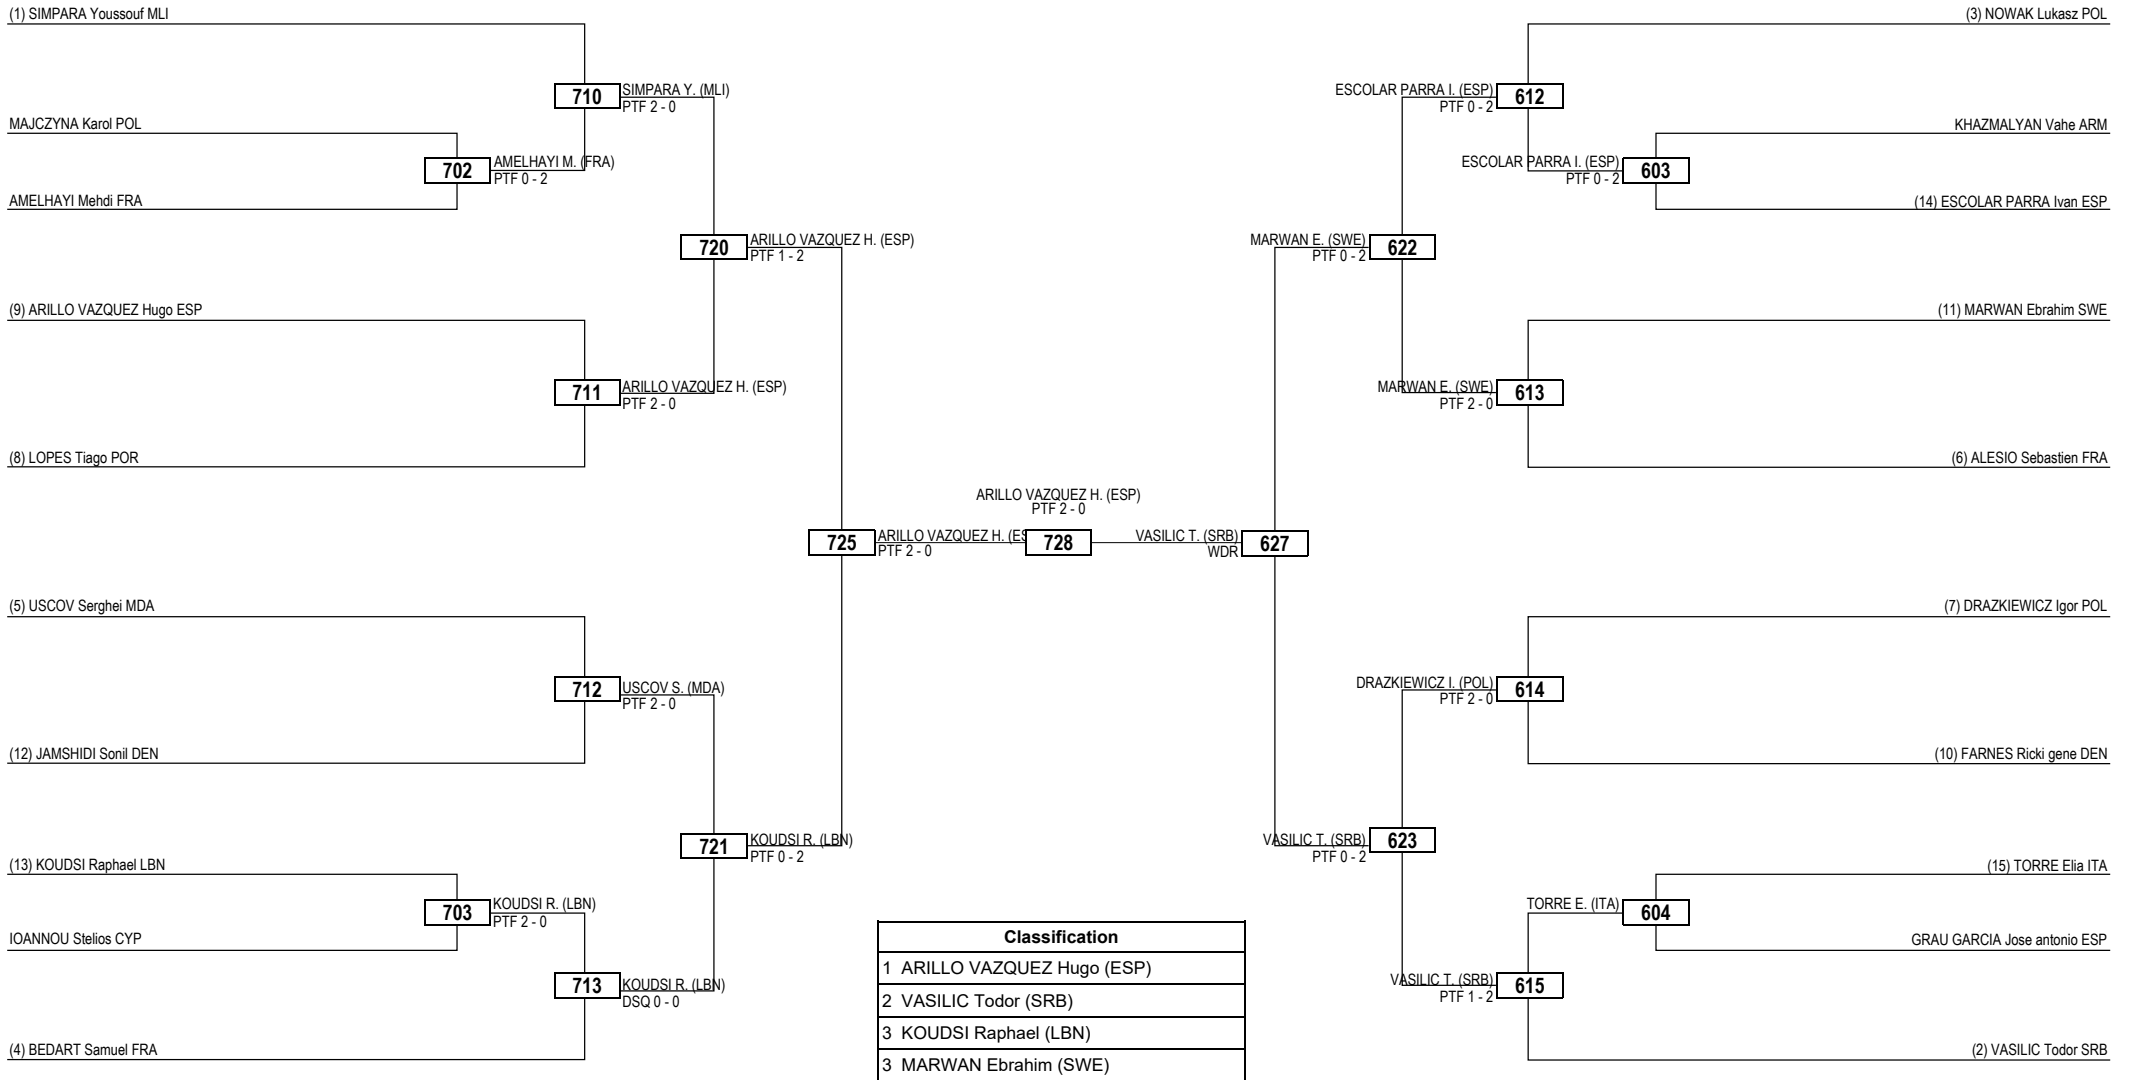 (1) SIMPARA Youssouf MLI
(3) NOWAK Lukasz POL
710
SIMPARA Y. (MLI)
PTF 2 - 0
ESCOLAR PARRA I. (ESP)
PTF 0 - 2
612
MAJCZYNA Karol POL
KHAZMALYAN Vahe ARM
702
AMELHAYI M. (FRA)
PTF 0 - 2
ESCOLAR PARRA I. (ESP)
PTF 0 - 2
603
AMELHAYI Mehdi FRA
(14) ESCOLAR PARRA Ivan ESP
720
ARILLO VAZQUEZ H. (ESP)
PTF 1 - 2
MARWAN E. (SWE)
PTF 0 - 2
622
(9) ARILLO VAZQUEZ Hugo ESP
(11) MARWAN Ebrahim SWE
711
ARILLO VAZQUEZ H. (ESP)
PTF 2 - 0
MARWAN E. (SWE)
PTF 2 - 0
613
(8) LOPES Tiago POR
(6) ALESIO Sebastien FRA
ARILLO VAZQUEZ H. (ESP)
PTF 2 - 0
725
ARILLO VAZQUEZ H. (ES
PTF 2 - 0
728
VASILIC T. (SRB)
WDR
627
(5) USCOV Serghei MDA
(7) DRAZKIEWICZ Igor POL
712
USCOV S. (MDA)
PTF 2 - 0
DRAZKIEWICZ I. (POL)
PTF 2 - 0
614
(12) JAMSHIDI Sonil DEN
(10) FARNES Ricki gene DEN
721
KOUDSI R. (LBN)
PTF 0 - 2
VASILIC T. (SRB)
PTF 0 - 2
623
(13) KOUDSI Raphael LBN
(15) TORRE Elia ITA
703
KOUDSI R. (LBN)
PTF 2 - 0
TORRE E. (ITA)
604
IOANNOU Stelios CYP
GRAU GARCIA Jose antonio ESP
713
KOUDSI R. (LBN)
DSQ 0 - 0
VASILIC T. (SRB)
PTF 1 - 2
615
(4) BEDART Samuel FRA
(2) VASILIC Todor SRB
Classification
1 ARILLO VAZQUEZ Hugo (ESP)
2 VASILIC Todor (SRB)
3 KOUDSI Raphael (LBN)
3 MARWAN Ebrahim (SWE)